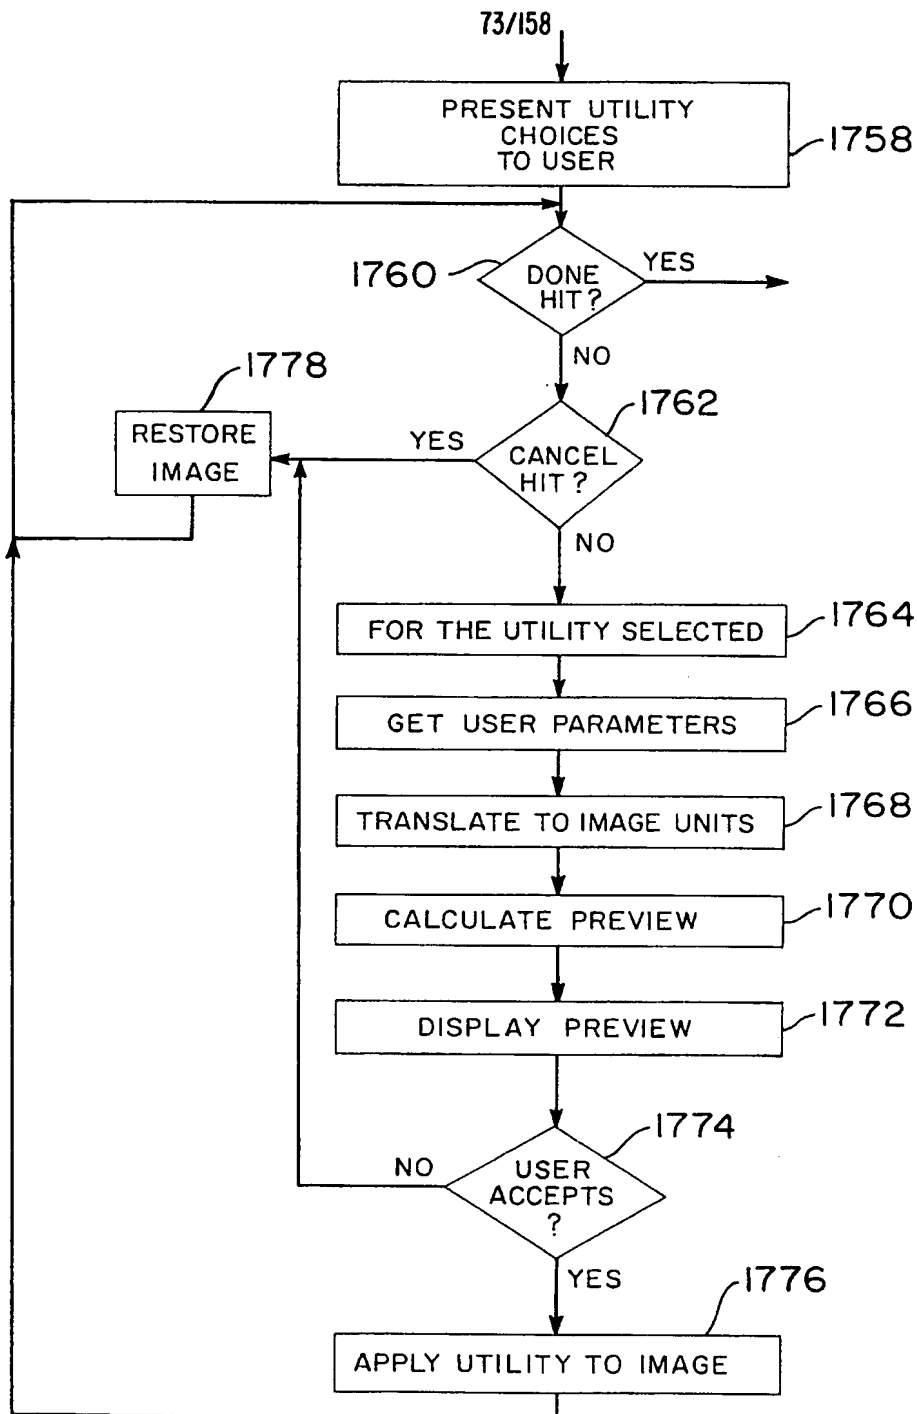 73/158
PRESENT UTILITY
CHOICES
TO USER
1758
1760
DONE
HIT?
YES
NO
1778
RESTORE
IMAGE
YES
1762
CANCEL
HIT?
NO
FOR THE UTILITY SELECTED
1764
GET USER PARAMETERS
1766
TRANSLATE TO IMAGE UNITS
1768
CALCULATE PREVIEW
1770
DISPLAY PREVIEW
1772
1774
NO
USER
ACCEPTS
?
YES
1776
APPLY UTILITY TO IMAGE